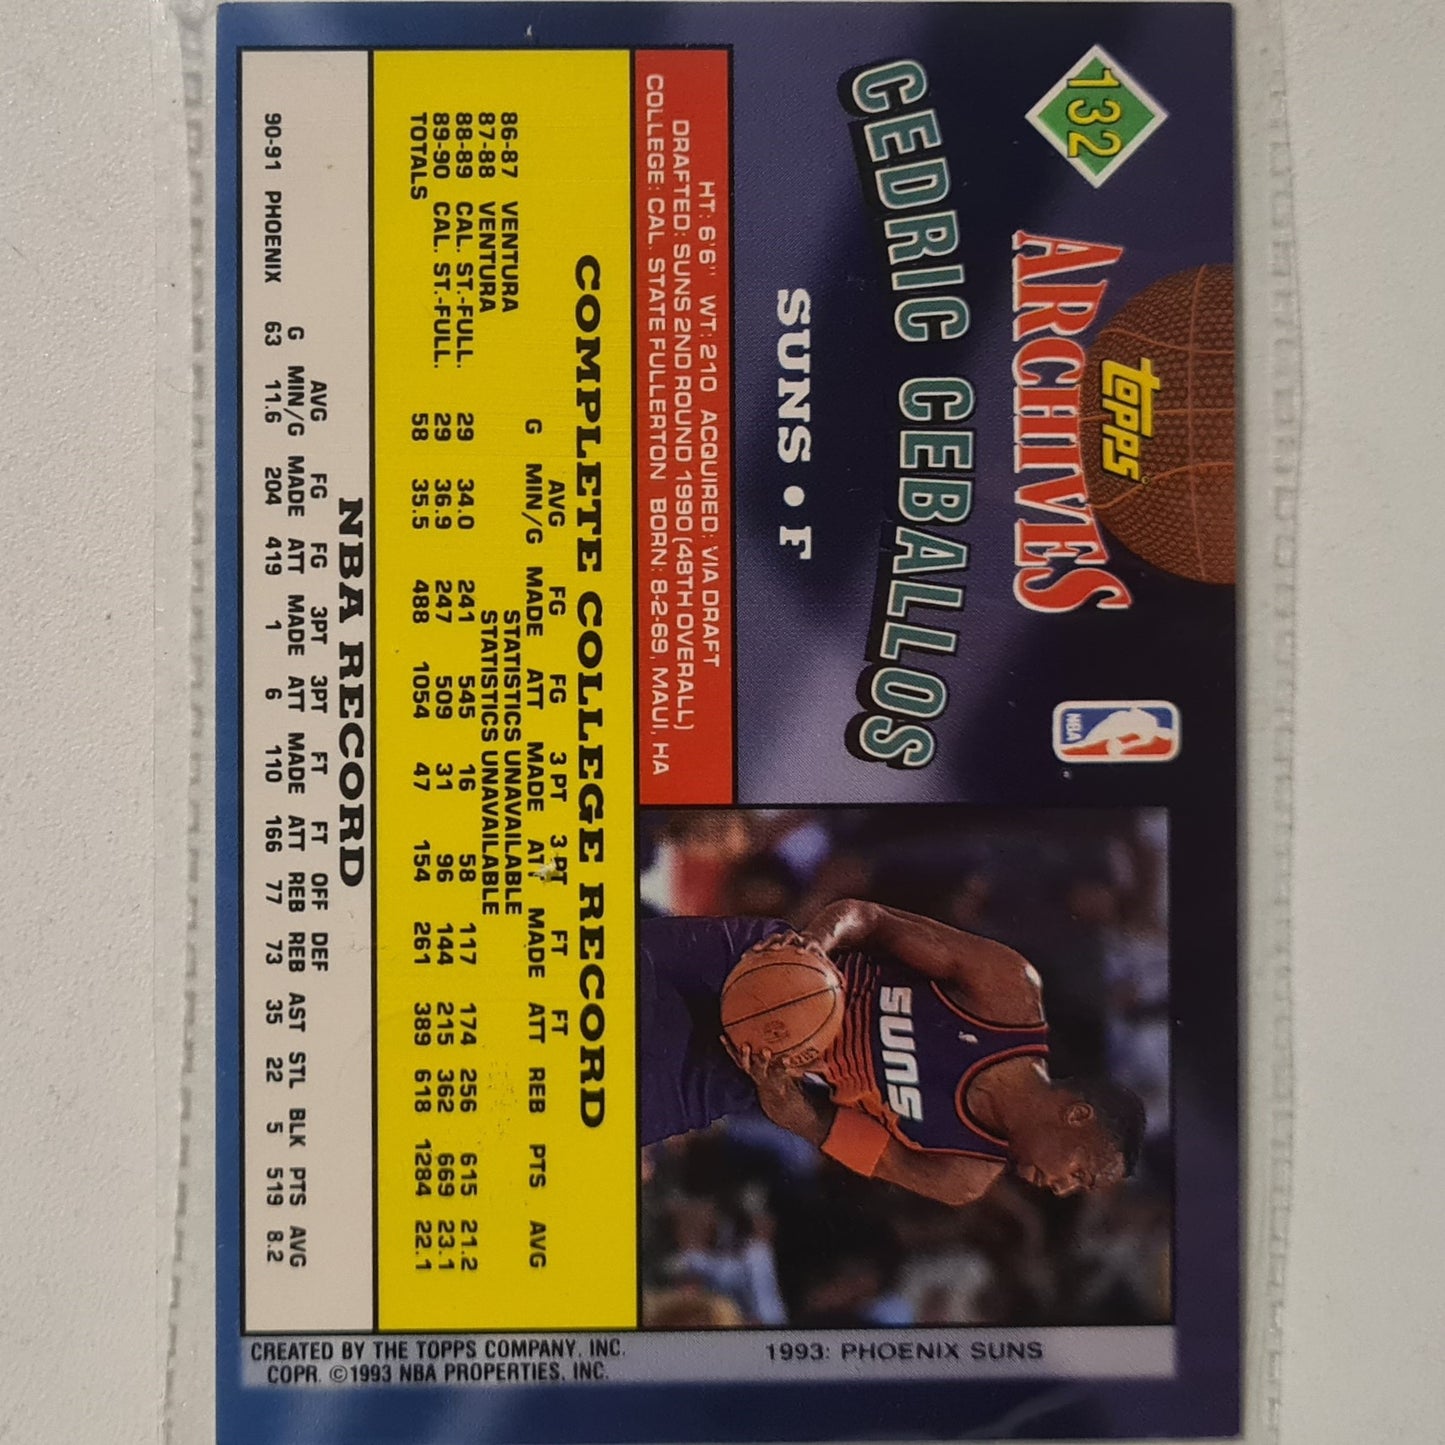 132
topps
ARCHIVES
NBA
CEDRIC CEBALLOS
SUNS • F
HT: 6'6" WT: 210 ACQUIRED: VIA DRAFT
DRAFTED: SUNS 2ND ROUND 1990 (48TH OVERALL)
COLLEGE: CAL. STATE FULLERTON BORN: 8-2-69, MAUI, HA
SUNS
COMPLETE COLLEGE RECORD
AVG FG FG 3 PT 3 PT FT FT
G MIN/G MADE ATT MADE ATT MADE ATT REB PTS AVG
86-87 VENTURA STATISTICS UNAVAILABLE
87-88 VENTURA STATISTICS UNAVAILABLE
88-89 CAL. ST.-FULL. 29 34.0 241 545 16 58 117 174 256 615 21.2
89-90 CAL. ST.-FULL. 29 36.9 247 509 31 96 144 215 362 669 23.1
TOTALS 58 35.5 488 1054 47 154 261 389 618 1284 22.1
NBA RECORD
AVG FG FG 3PT 3PT FT FT OFF DEF
G MIN/G MADE ATT MADE ATT MADE ATT REB REB AST STL BLK PTS AVG
90-91 PHOENIX 63 11.6 204 419 1 6 110 166 77 73 35 22 5 519 8.2
1993: PHOENIX SUNS
CREATED BY THE TOPPS COMPANY, INC.
COPR. ©1993 NBA PROPERTIES, INC.